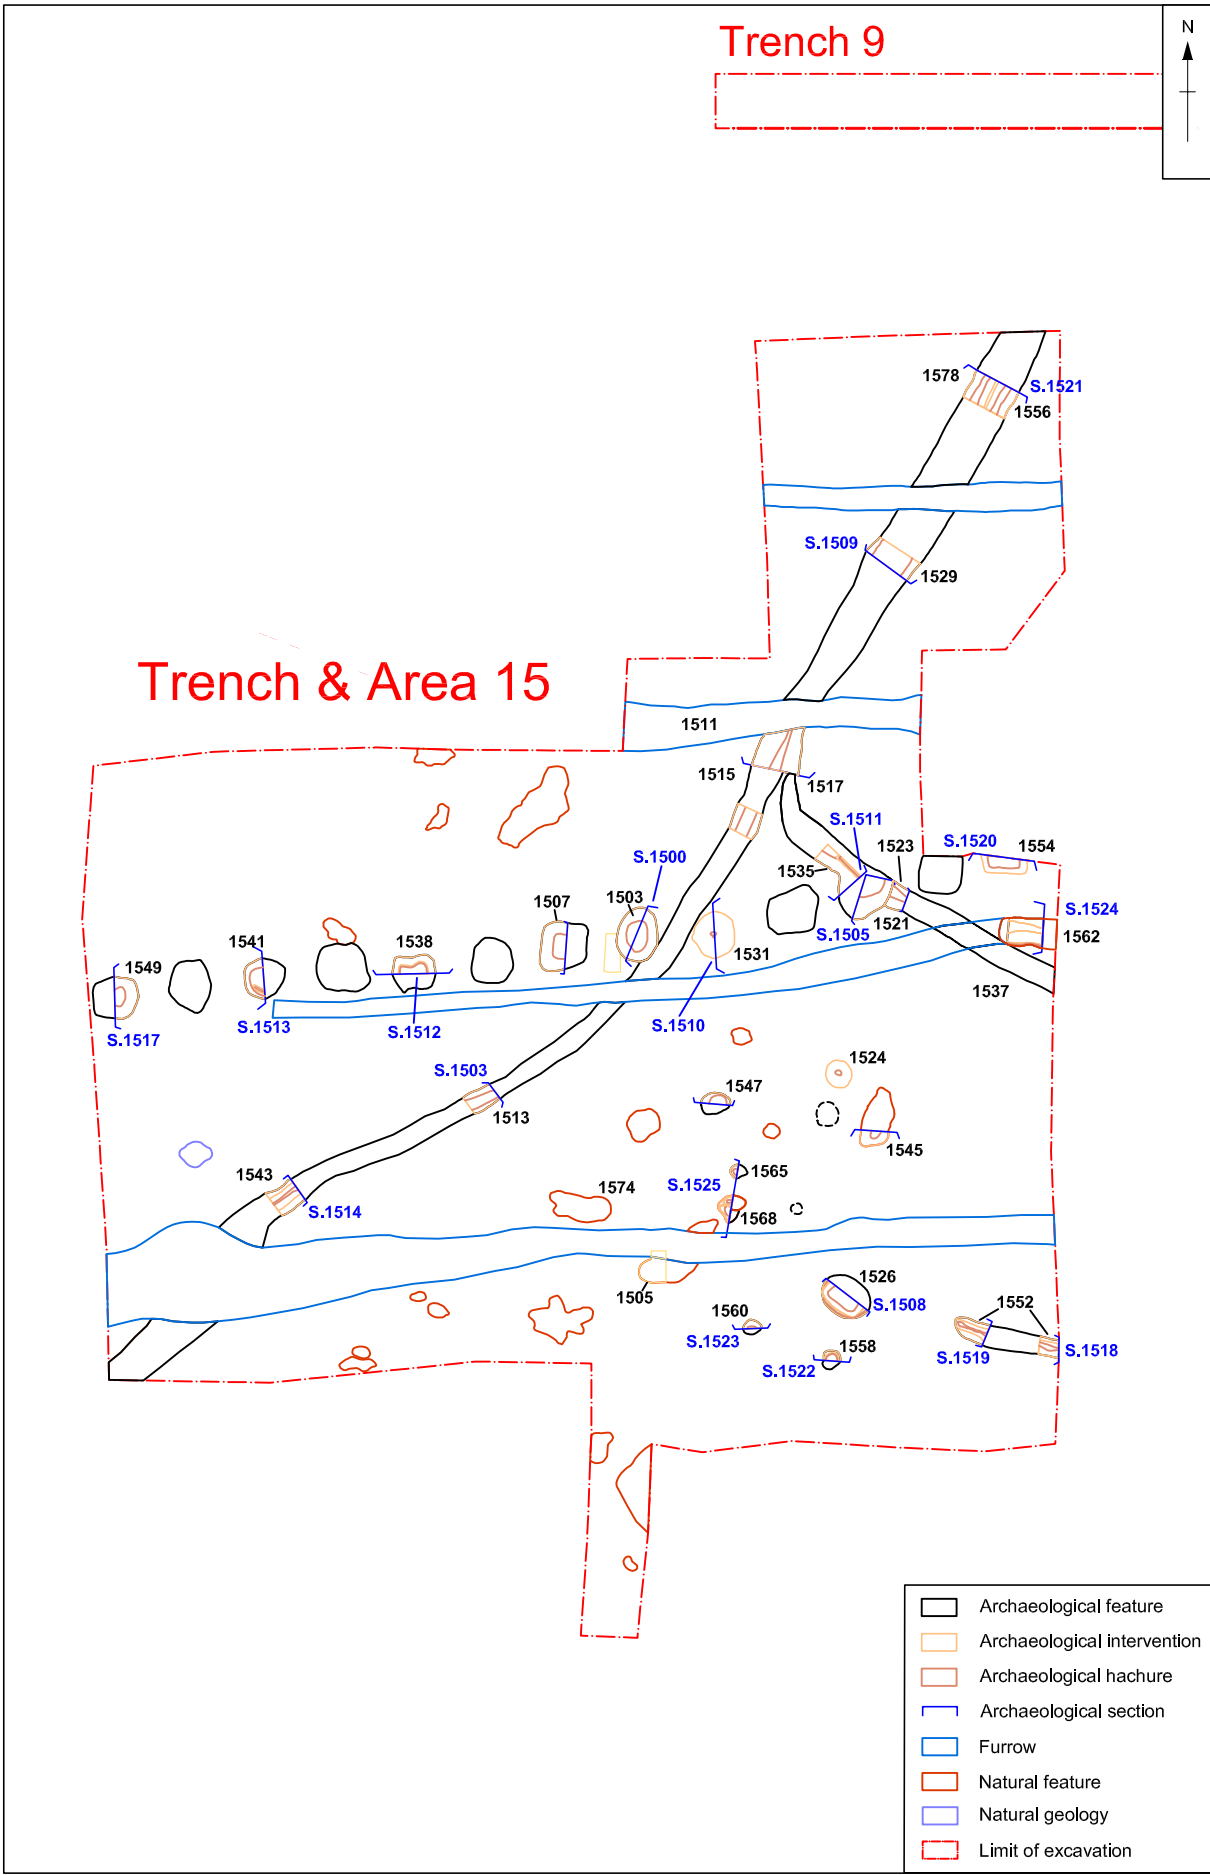 Trench 9
N
1578
S.1521
1556
S.1509
1529
Trench & Area 15
1511
1515
1517
S.1511
1523
S.1520
1554
S.1500
1535
1507
1503
S.1524
1541
1538
1521
S.1505
1562
1549
1531
1537
S.1517
S.1513
S.1512
S.1510
1524
S.1503
1547
1513
1545
1543
1565
S.1525
1574
S.1514
1568
1526
1505
S.1508
1560
1552
S.1523
1558
S.1519
S.1518
S.1522
Archaeological feature
Archaeological intervention
Archaeological hachure
Archaeological section
Furrow
Natural feature
Natural geology
Limit of excavation